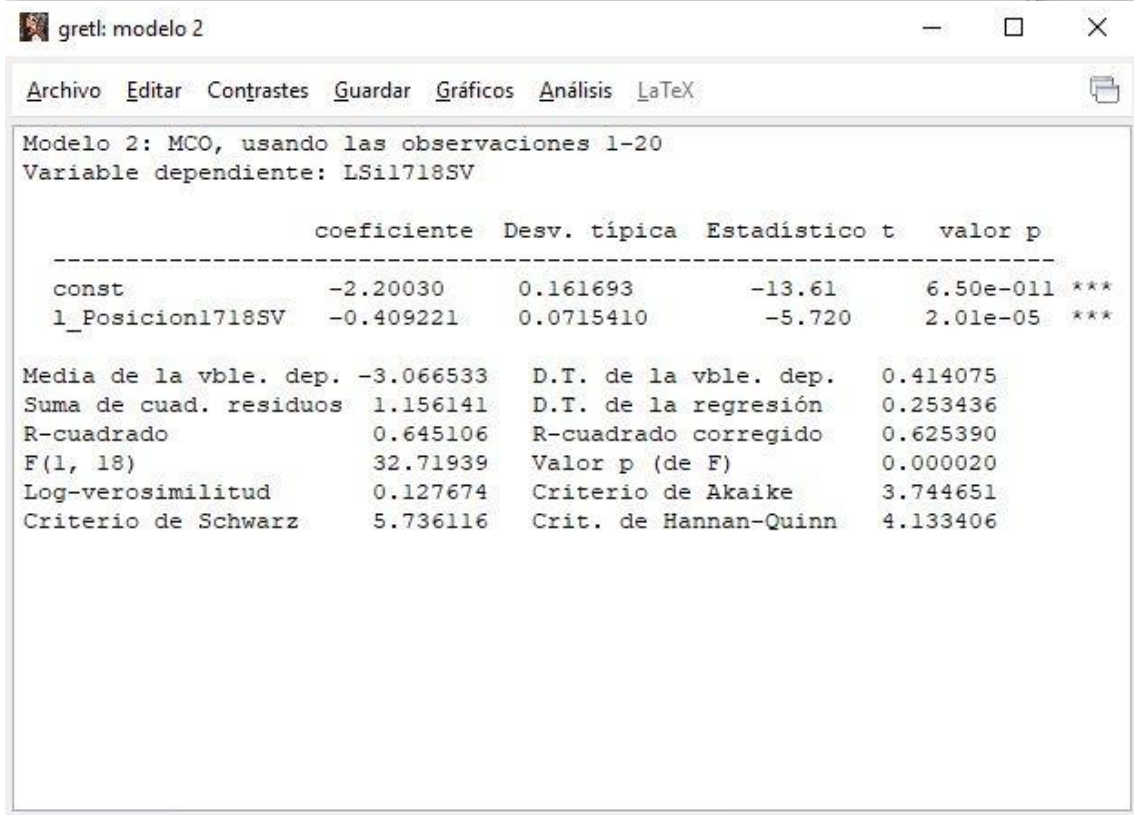 gretl: modelo 2
Archivo Editar Contrastes Guardar Gráficos Análisis LaTeX
Modelo 2: MCO, usando las observaciones 1-20
Variable dependiente: LSi1718SV
coeficiente Desv. típica Estadístico t valor p
---------------------------------------------------------------------
const -2.20030 0.161693 -13.61 6.50e-011 ***
l_Posicion1718SV -0.409221 0.0715410 -5.720 2.01e-05 ***
Media de la vble. dep. -3.066533 D.T. de la vble. dep. 0.414075
Suma de cuad. residuos 1.156141 D.T. de la regresión 0.253436
R-cuadrado 0.645106 R-cuadrado corregido 0.625390
F(1, 18) 32.71939 Valor p (de F) 0.000020
Log-verosimilitud 0.127674 Criterio de Akaike 3.744651
Criterio de Schwarz 5.736116 Crit. de Hannan-Quinn 4.133406